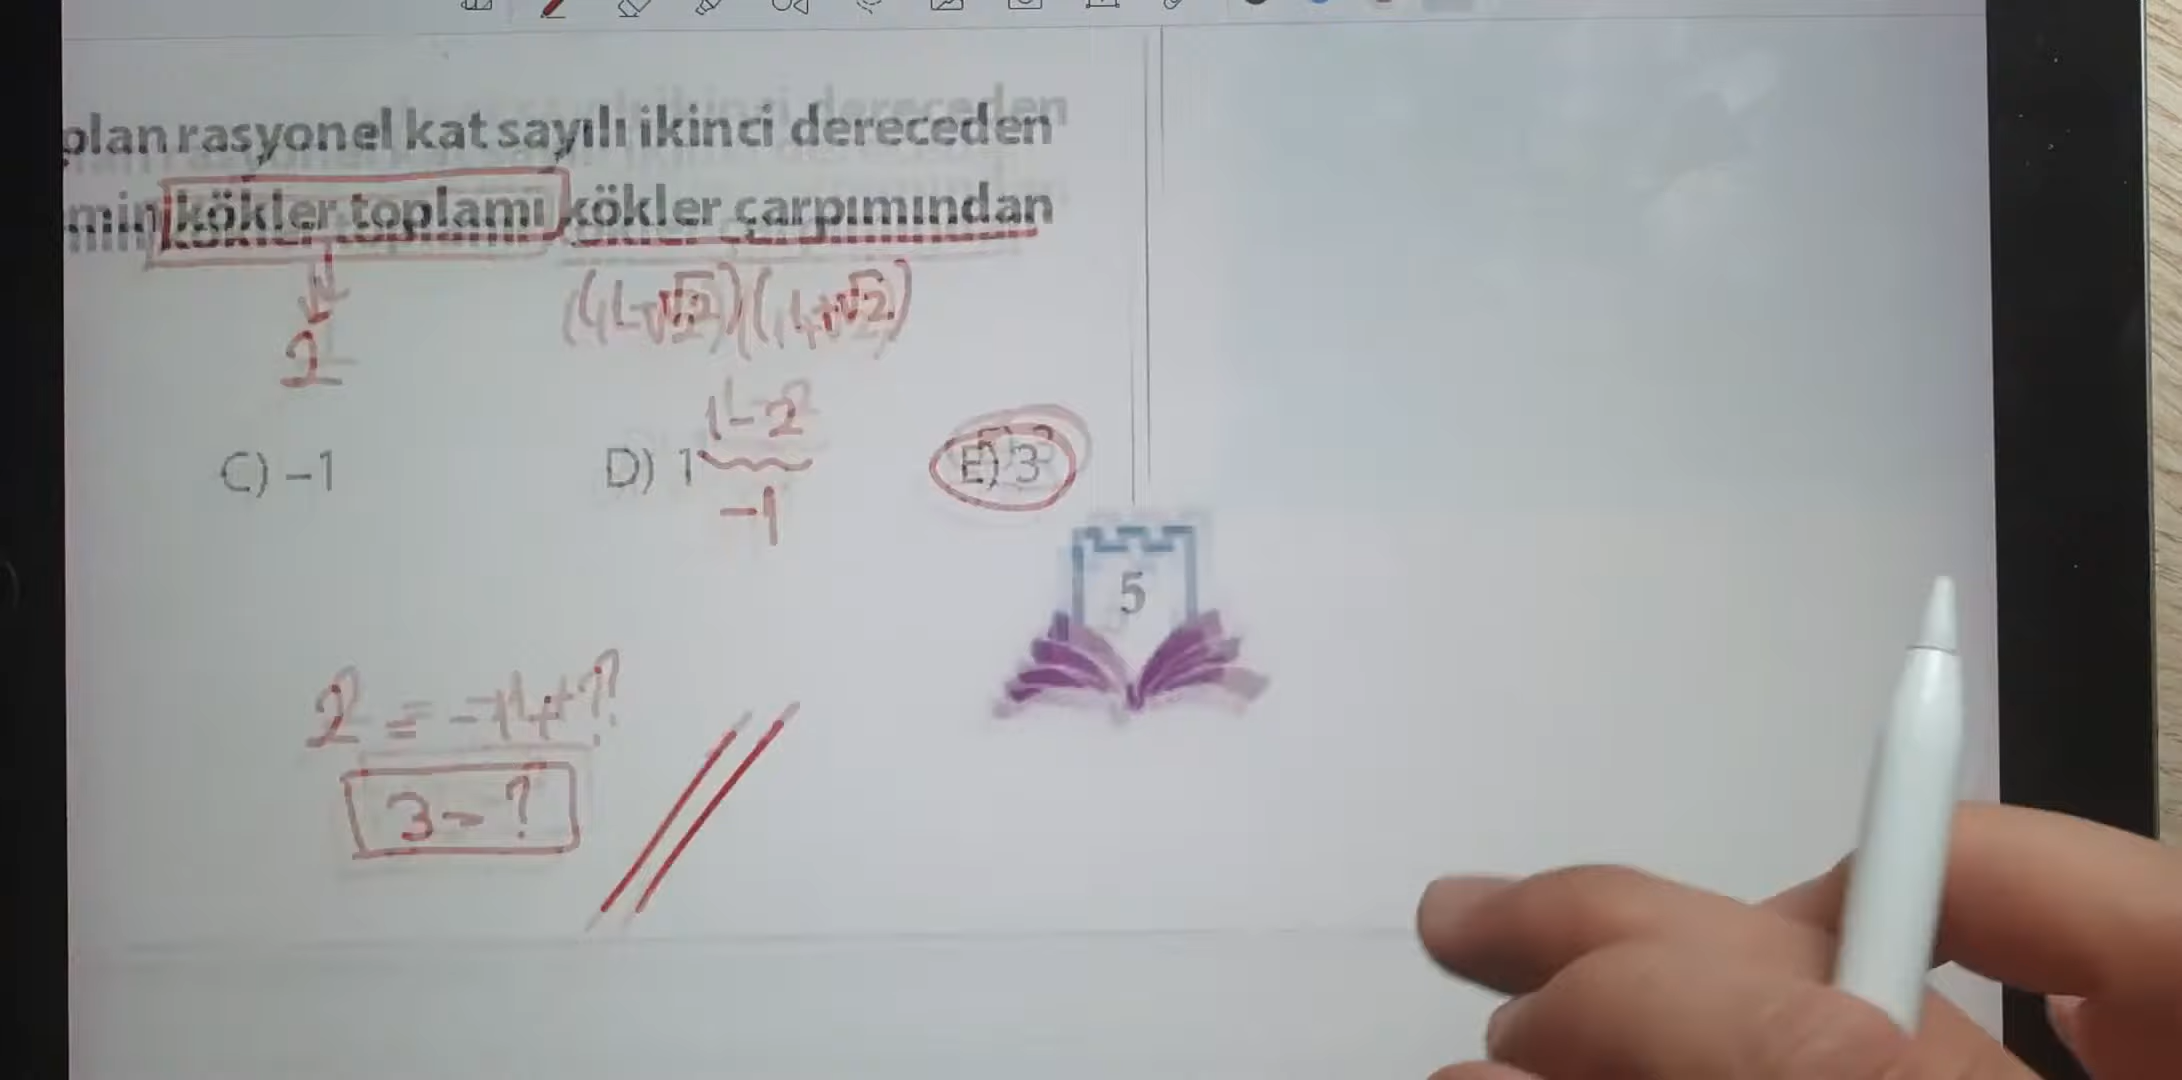 olan rasyonel kat sayılı ikinci dereceden
min kökler toplamı kökler çarpımından
2
(1-√2)(1+√2)
1-2
-1
C) -1
D) 1
E) 3
5
2 = -1+?
3 = ?